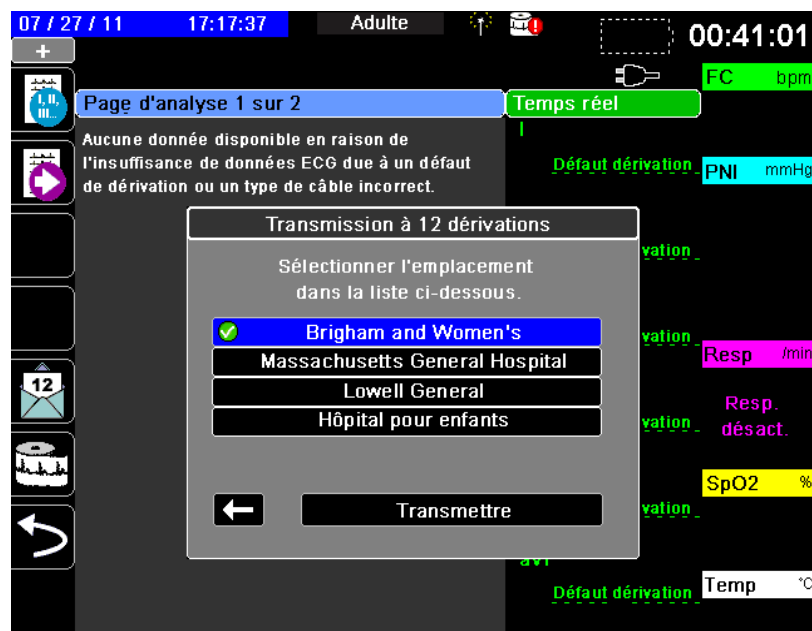 07 / 27 / 11 17:17:37 Adulte 00:41:01
FC bpm
I, II,
III...
Page d'analyse 1 sur 2
Temps réel
Aucune donnée disponible en raison de
l'insuffisance de données ECG due à un défaut
de dérivation ou un type de câble incorrect.
I
Défaut dérivation
PNI mmHg
Transmission à 12 dérivations
Sélectionner l'emplacement
dans la liste ci-dessous.
Brigham and Women's
Massachusetts General Hospital
Lowell General
Hôpital pour enfants
Transmettre
vation
vation
Resp /min
Resp.
désact.
12
vation
SpO2 %
vation
Défaut dérivation
Temp °C